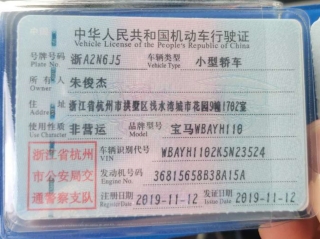 中华人民共和国机动车行驶证
Vehicle License of the People's Republic of China
号牌号码 浙A2N6J5 车辆类型 小型轿车
Plate No. Vehicle Type
所有人 朱俊杰
Owner
住址 浙江省杭州市拱墅区钱水连城市花园9幢1702室
Address
使用性质 非营运 品牌型号 宝马WBAYH110
Use Character Model
浙江省杭州
市公安局交
通警察支队
车辆识别代号 WBAYH1102K5N23524
VIN
发动机号码 36815658B38A15A
Engine No.
注册日期 2019-11-12 发证日期 2019-11-12
Register Date Issue Date